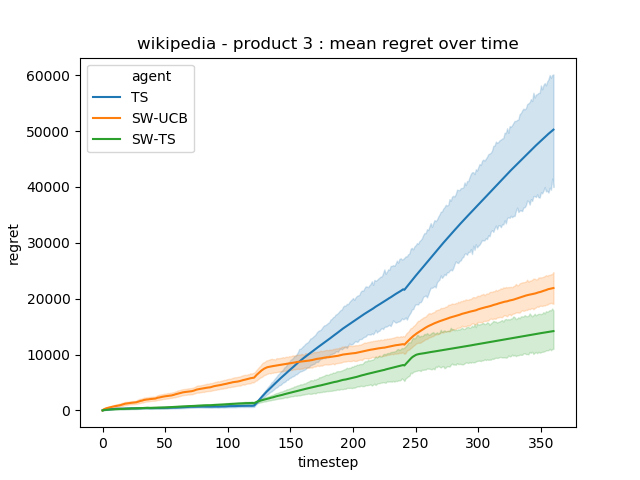 wikipedia - product 3 : mean regret over time
agent
TS
SW-UCB
SW-TS
regret
60000
50000
40000
30000
20000
10000
0
0 50 100 150 200 250 300 350
timestep